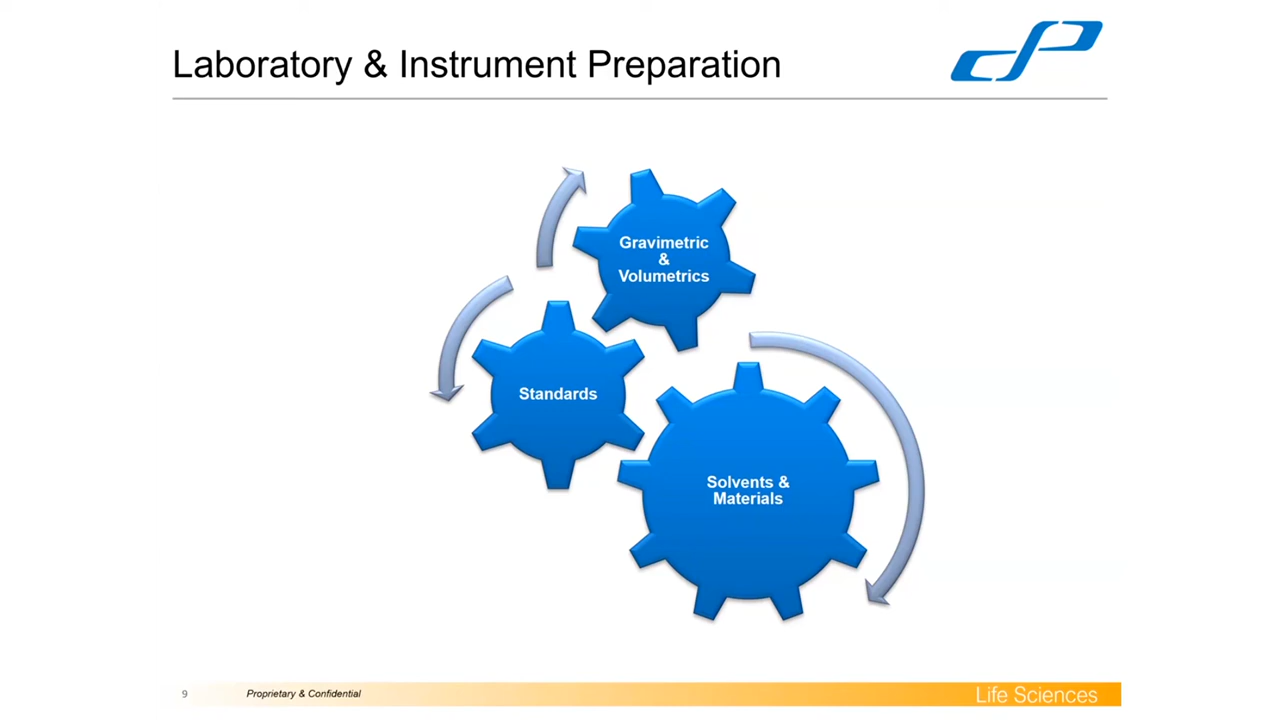 Laboratory & Instrument Preparation
Gravimetric
&
Volumetrics
Standards
Solvents &
Materials
9
Proprietary & Confidential
Life Sciences